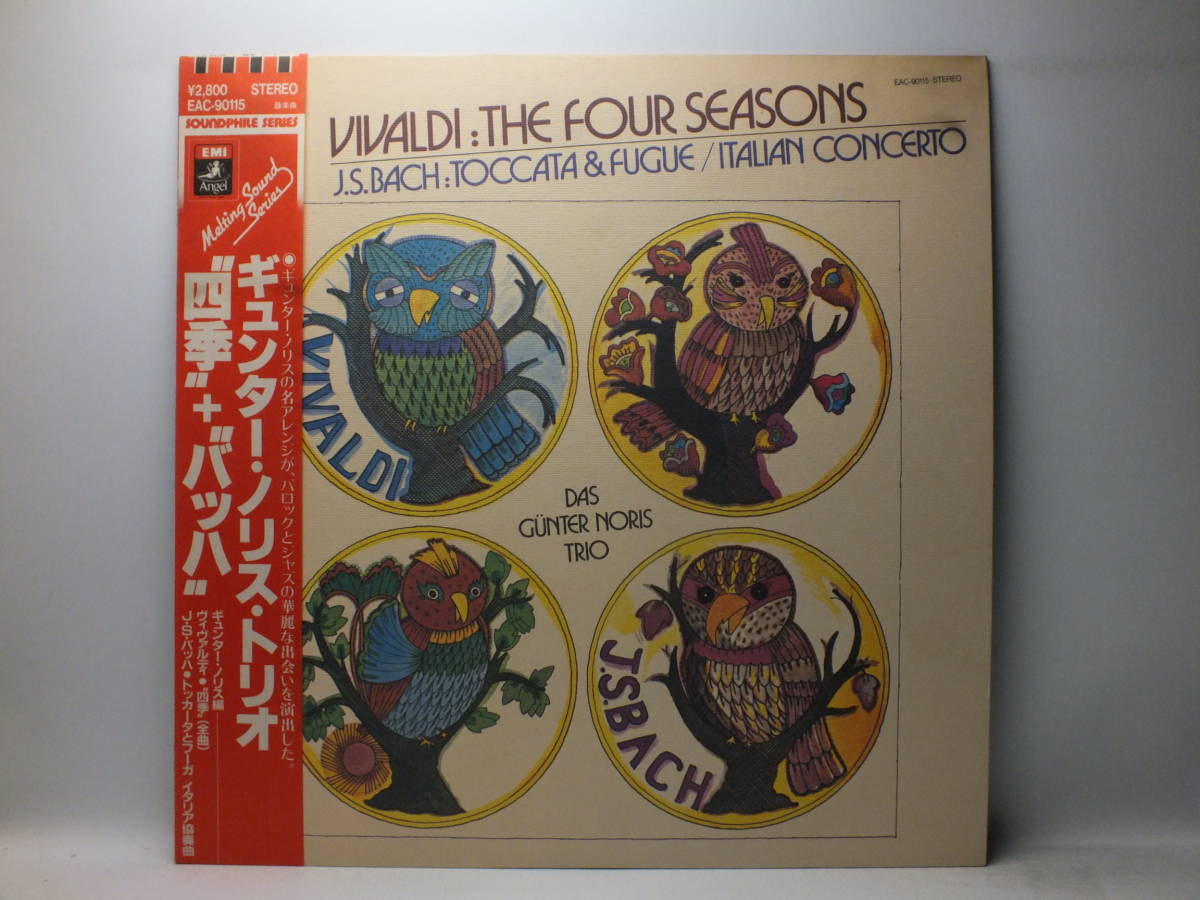 ¥2,800 STEREO
EAC-90115 器楽曲
SOUNDPHILE SERIES
EMI
Angel
Melting Sound
Series
●ギュンター・ノリスの名アレンジが、バロックとジャズの華麗な出会いを演出した。
ギュンター・ノリス・トリオ
“四季”+“バッハ”
ギュンター・ノリス編
ヴィヴァルディ●“四季”(全曲)
J・S・バッハ●トッカータとフーガ イタリア協奏曲
EAC-90115・STEREO
VIVALDI:THE FOUR SEASONS
J.S.BACH:TOCCATA & FUGUE / ITALIAN CONCERTO
VIVALDI
DAS
GÜNTER NORIS
TRIO
J.S.BACH